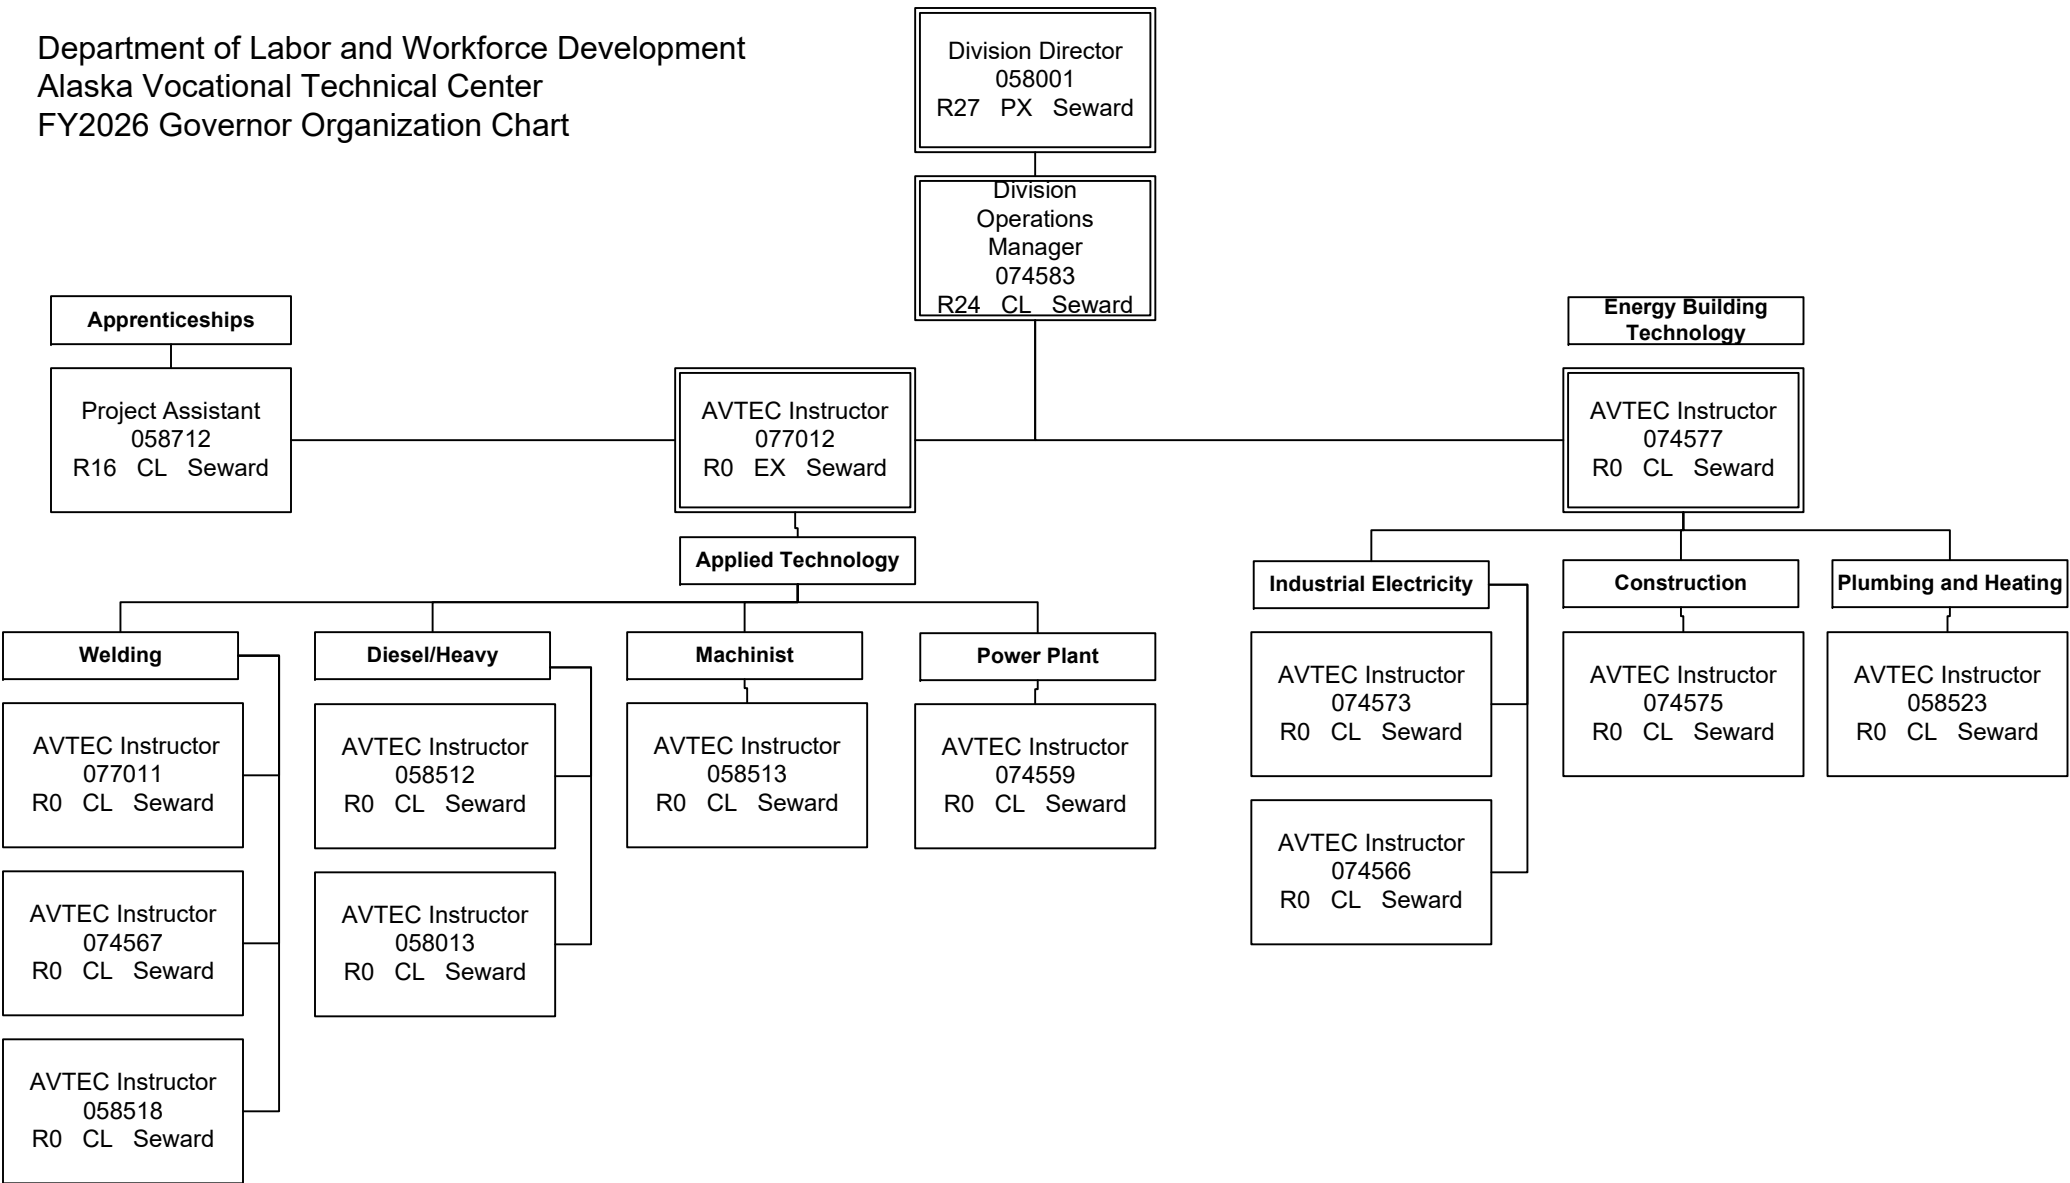 Department of Labor and Workforce Development
Alaska Vocational Technical Center
FY2026 Governor Organization Chart
Division Director
058001
R27 PX Seward
Division
Operations
Manager
074583
R24 CL Seward
Apprenticeships
Project Assistant
058712
R16 CL Seward
AVTEC Instructor
077012
R0 EX Seward
Energy Building
Technology
AVTEC Instructor
074577
R0 CL Seward
Applied Technology
Welding
AVTEC Instructor
077011
R0 CL Seward
AVTEC Instructor
074567
R0 CL Seward
AVTEC Instructor
058518
R0 CL Seward
Diesel/Heavy
AVTEC Instructor
058512
R0 CL Seward
AVTEC Instructor
058013
R0 CL Seward
Machinist
AVTEC Instructor
058513
R0 CL Seward
Power Plant
AVTEC Instructor
074559
R0 CL Seward
Industrial Electricity
AVTEC Instructor
074573
R0 CL Seward
AVTEC Instructor
074566
R0 CL Seward
Construction
AVTEC Instructor
074575
R0 CL Seward
Plumbing and Heating
AVTEC Instructor
058523
R0 CL Seward